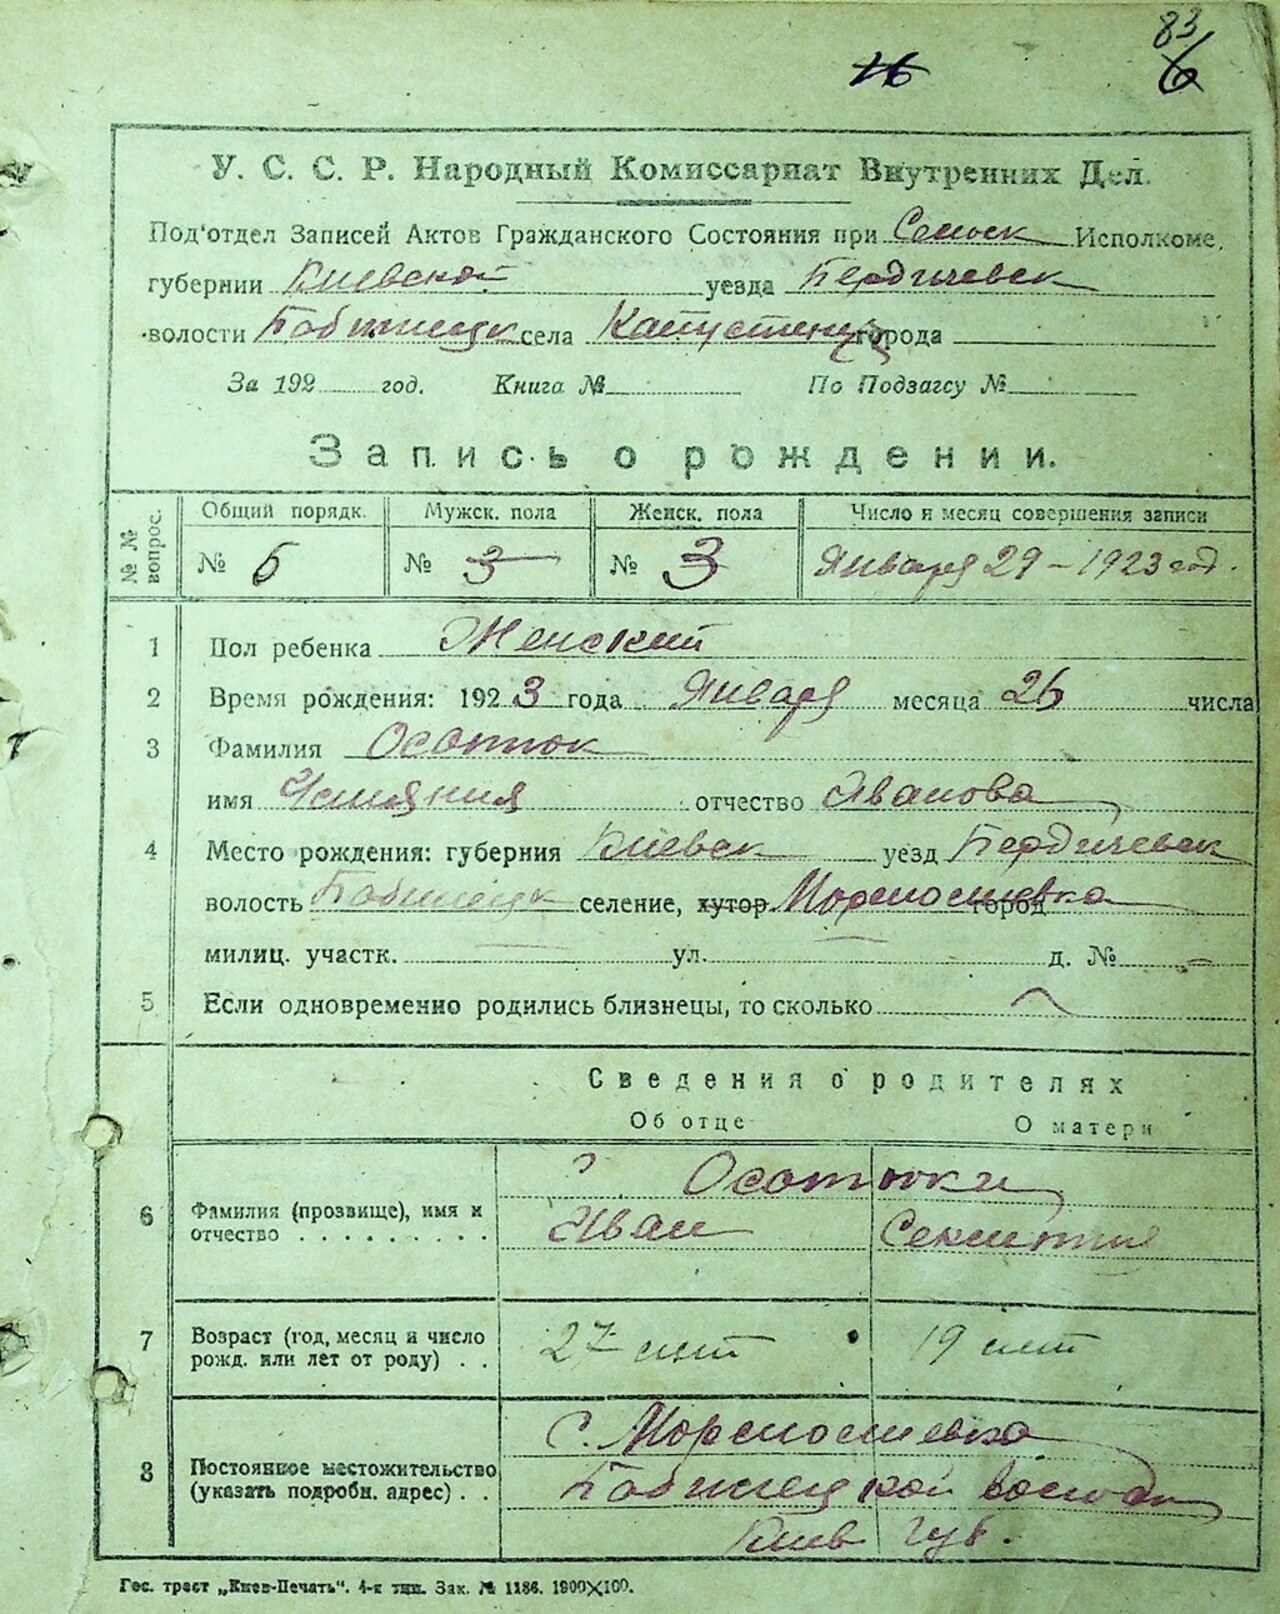 83
16 6
У. С. С. Р. Народный Комиссариат Внутренних Дел.
Под'отдел Записей Актов Гражданского Состояния при Сельск Исполкоме.
губернии Киевской уезда Бердичевск
волости села города
За 192 год. Книга № По Подзагсу №
Запись о рождении.
№№ вопрос. Общий порядк. Мужск. пола Женск. пола Число и месяц совершения записи
№ 6 № 3 № 3 Января 29 – 1923 год.
1 Пол ребенка Женский
2 Время рождения: 1923 года Января месяца 26 числа
3 Фамилия Осотюк
имя отчество Иванова
4 Место рождения: губерния Киевск уезд Бердичевск
волость селение, хутор город
милиц. участк. ул. д. № –
5 Если одновременно родились близнецы, то сколько
Сведения о родителях
Об отце О матери
Осотюки
6 Фамилия (прозвище), имя и отчество . . . . . . . . . Иван
7 Возраст (год, месяц и число рожд. или лет от роду) . . 27 лет 19 лет
с.
8 Постоянное местожительство (указать подробн. адрес) . . волости
Киев. губ.
Гос. трест „Киев-Печать“. 4-я тип. Зак. № 1186. 1900×100.